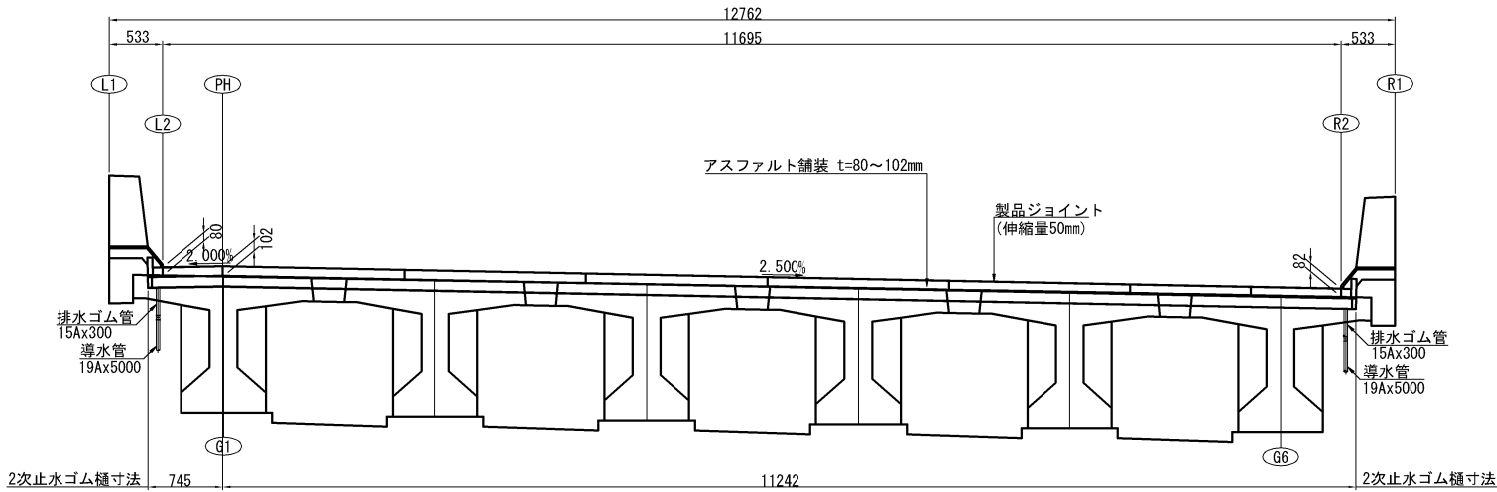 12762
533
11695
533
L1
PH
R1
L2
R2
アスファルト舗装 t=80～102mm
製品ジョイント
(伸縮量50mm)
80
102
2.000%
2.500%
82
排水ゴム管
15Ax300
導水管
19Ax5000
排水ゴム管
15Ax300
導水管
19Ax5000
G1
G6
2次止水ゴム樋寸法
745
11242
2次止水ゴム樋寸法